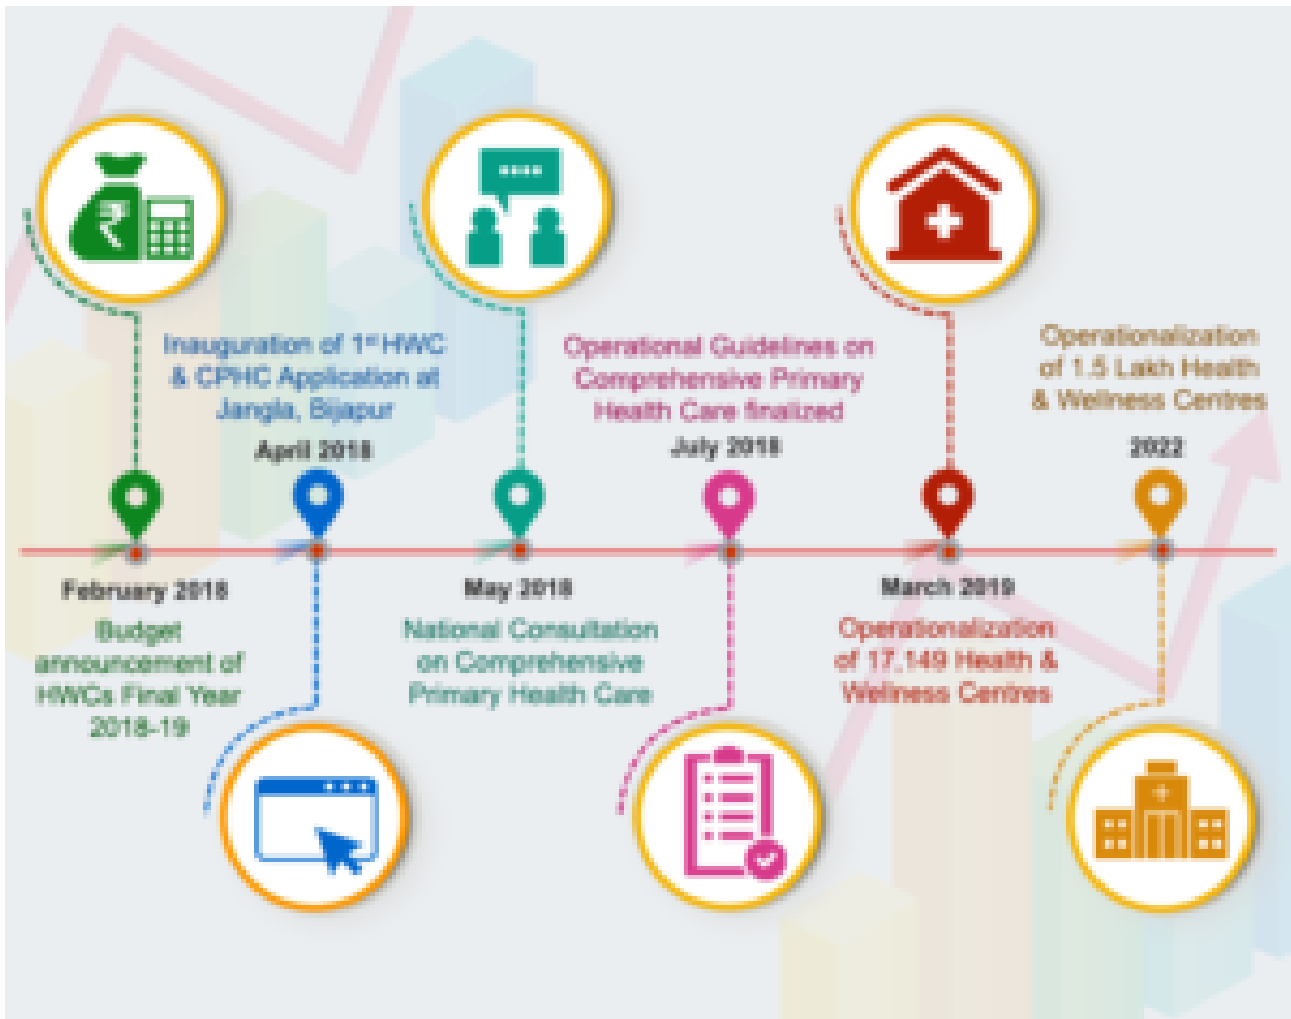 Inauguration of 1st HWC
& CPHC Application at
Jangla, Bijapur
April 2018
Operational Guidelines on
Comprehensive Primary
Health Care finalized
July 2018
Operationalization
of 1.5 Lakh Health
& Wellness Centres
2022
February 2018
Budget
announcement of
HWCs Final Year
2018-19
May 2018
National Consultation
on Comprehensive
Primary Health Care
March 2019
Operationalization
of 17,149 Health &
Wellness Centres